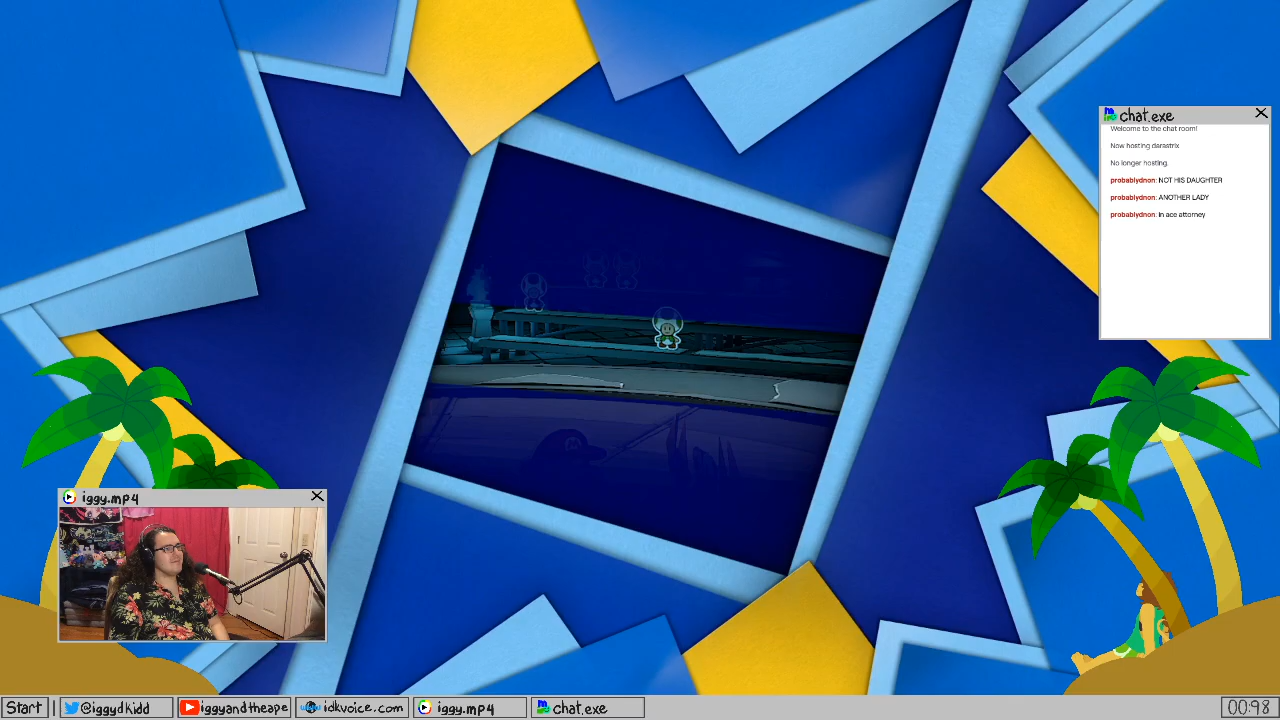 chat.exe
Welcome to the chat room!
Now hosting darastrix
No longer hosting.
probablydnon: NOT HIS DAUGHTER
probablydnon: ANOTHER LADY
probablydnon: in ace attorney
iggy.mp4
Start | @iggydkidd iggyandtheape idkvoice.com iggy.mp4 chat.exe 00:98